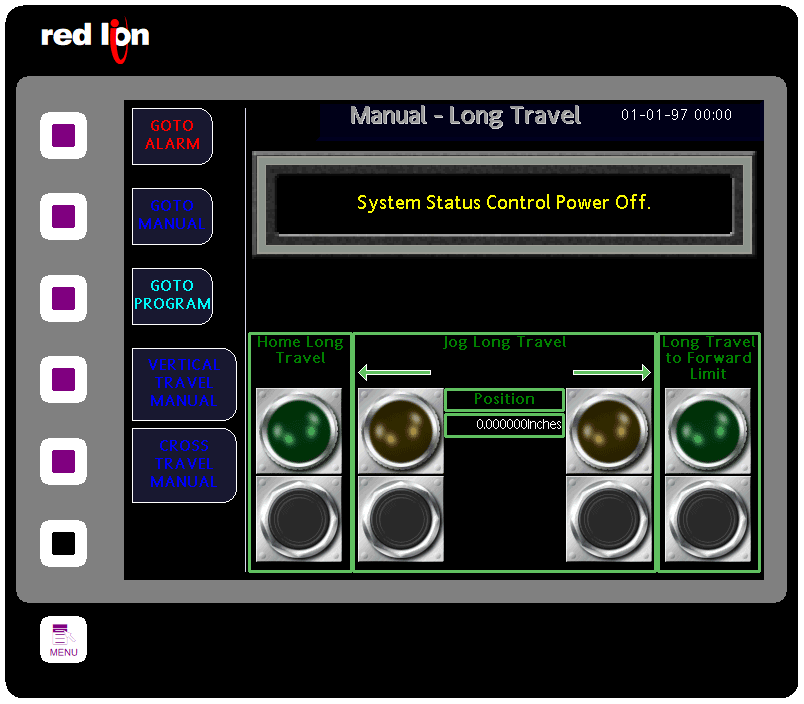 red lion
Manual - Long Travel
01-01-97 00:00
GOTO
ALARM
GOTO
MANUAL
GOTO
PROGRAM
VERTICAL
TRAVEL
MANUAL
CROSS
TRAVEL
MANUAL
System Status Control Power Off.
Home Long
Travel
Jog Long Travel
Position
0.000000Inches
Long Travel
to Forward
Limit
MENU